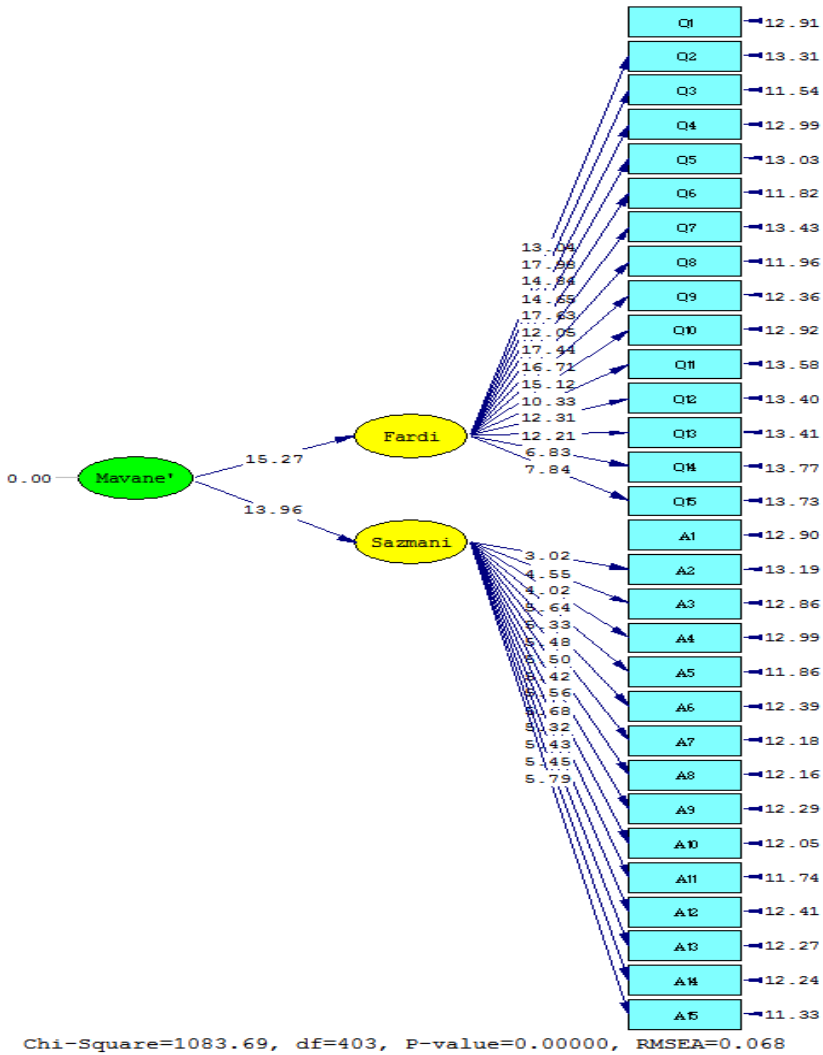 Q1 12.91
Q2 13.31
Q3 11.54
Q4 12.99
Q5 13.03
Q6 11.82
Q7 13.43
13.04
Q8 11.96
17.98
14.84
Q9 12.36
14.65
17.63
Q10 12.92
12.05
17.44
Q11 13.58
16.71
15.12
Q12 13.40
10.33
12.31
Q13 13.41
Fardi
12.21
6.83
Q14 13.77
15.27
7.84
0.00 Mavane'
Q15 13.73
13.96
A1 12.90
Sazmani
3.02
A2 13.19
4.55
4.02
A3 12.86
5.64
5.33
A4 12.99
5.48
5.50
A5 11.86
5.42
5.56
A6 12.39
5.68
5.32
A7 12.18
5.43
5.45
A8 12.16
5.79
A9 12.29
A10 12.05
A11 11.74
A12 12.41
A13 12.27
A14 12.24
A15 11.33
Chi-Square=1083.69, df=403, P-value=0.00000, RMSEA=0.068